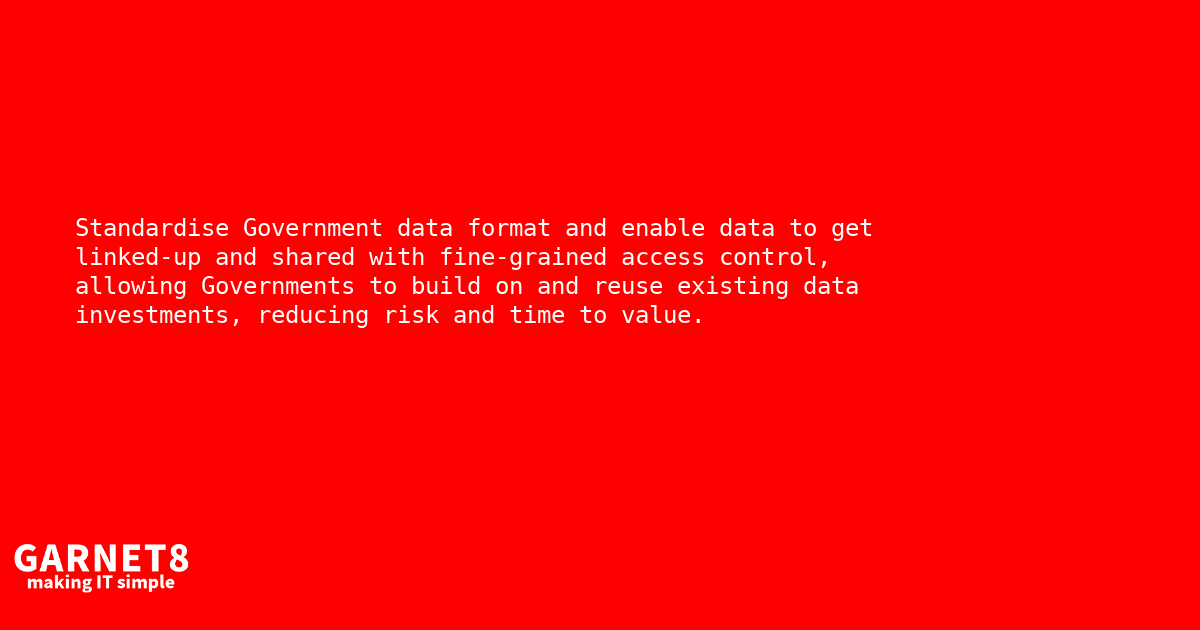 Standardise Government data format and enable data to get
linked-up and shared with fine-grained access control,
allowing Governments to build on and reuse existing data
investments, reducing risk and time to value.
GARNET8
making IT simple